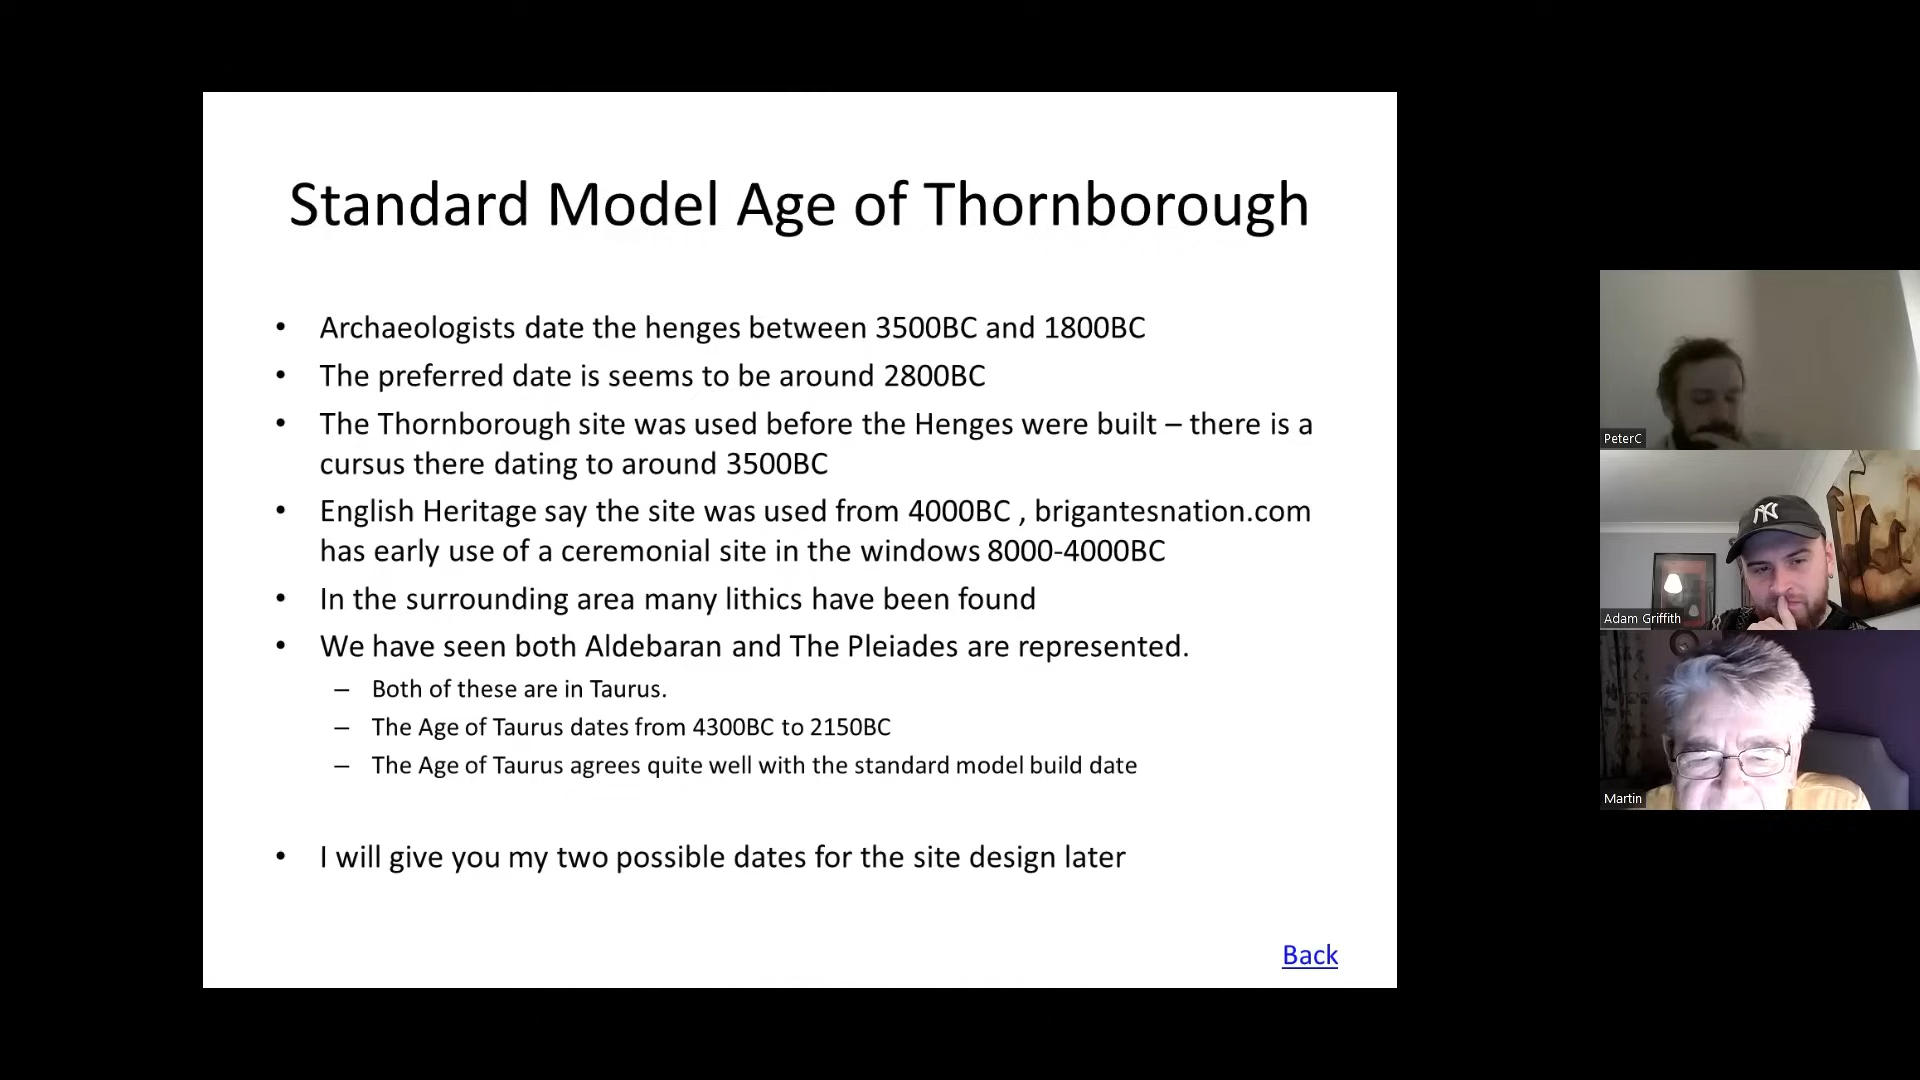 Standard Model Age of Thornborough
• Archaeologists date the henges between 3500BC and 1800BC
• The preferred date is seems to be around 2800BC
• The Thornborough site was used before the Henges were built – there is a
cursus there dating to around 3500BC
• English Heritage say the site was used from 4000BC , brigantesnation.com
has early use of a ceremonial site in the windows 8000-4000BC
• In the surrounding area many lithics have been found
• We have seen both Aldebaran and The Pleiades are represented.
– Both of these are in Taurus.
– The Age of Taurus dates from 4300BC to 2150BC
– The Age of Taurus agrees quite well with the standard model build date
• I will give you my two possible dates for the site design later
Back
PeterC
NY
Adam Griffith
Martin